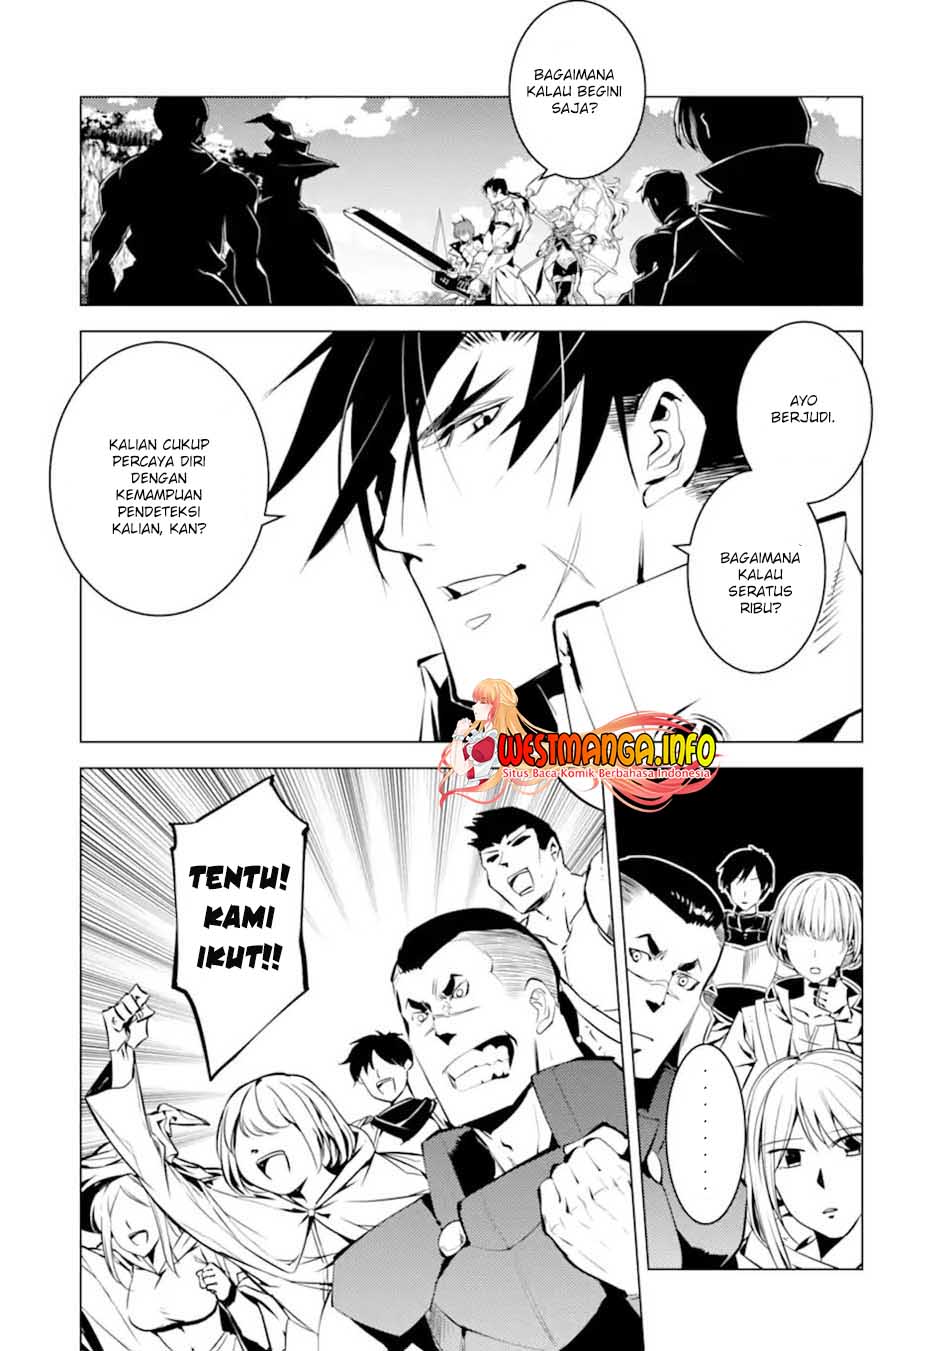 BAGAIMANA
KALAU BEGINI
SAJA?
AYO
BERJUDI.
BAGAIMANA
KALAU
SERATUS
RIBU?
KALIAN CUKUP
PERCAYA DIRI
DENGAN
KEMAMPUAN
PENDETEKSI
KALIAN, KAN?
WESTMANGA.INFO
Situs Baca Komik Berbahasa Indonesia
......
TENTU!
KAMI
IKUT!!